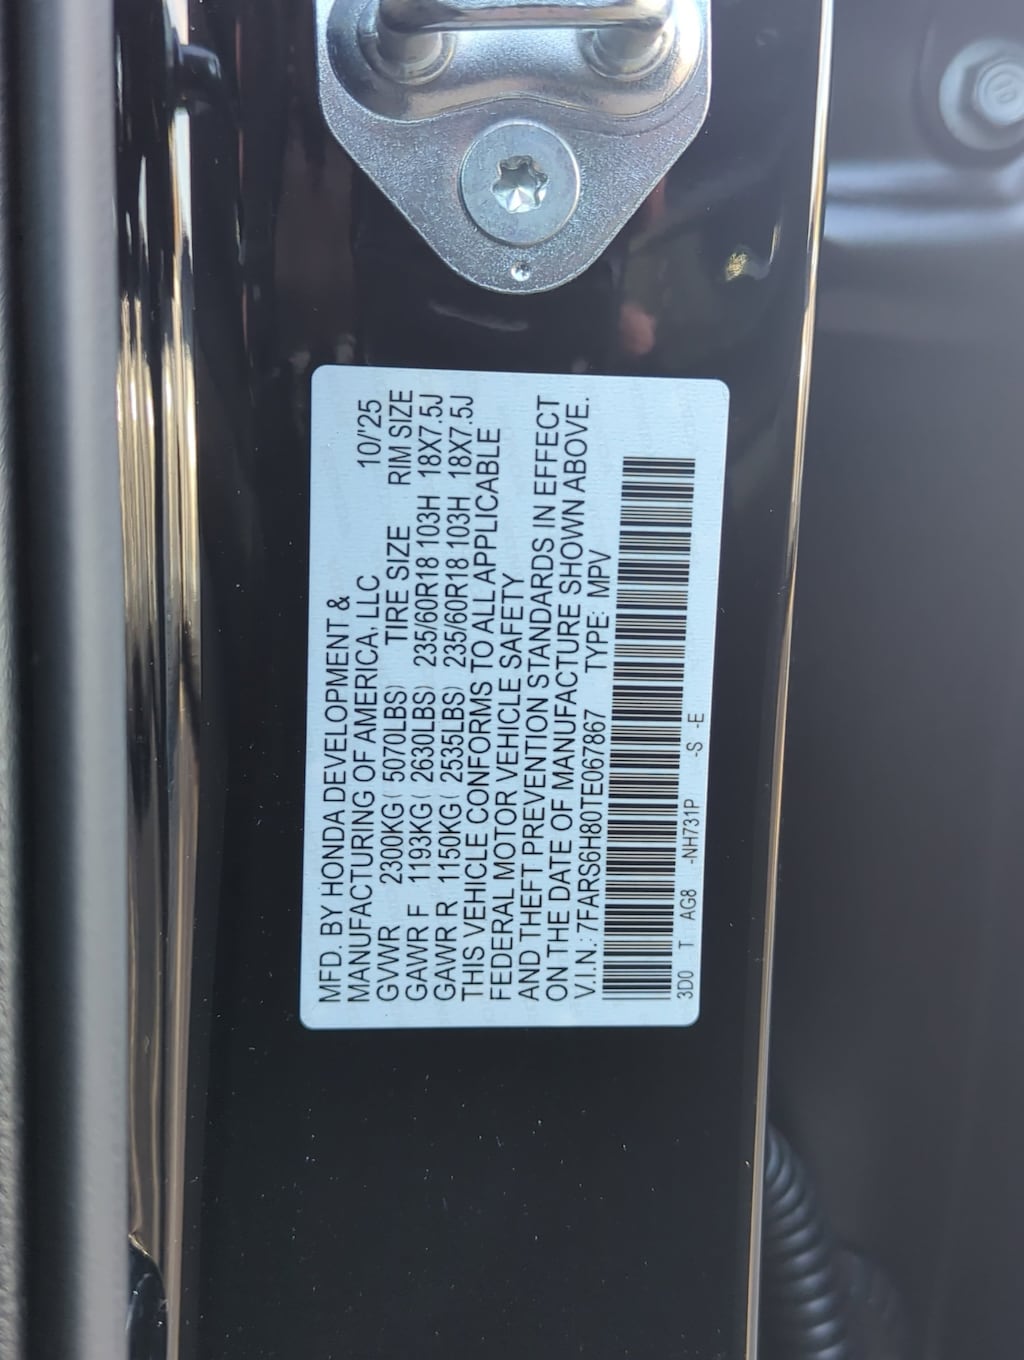 MFD. BY HONDA DEVELOPMENT &
MANUFACTURING OF AMERICA, LLC 10/'25
GVWR 2300KG ( 5070LBS) TIRE SIZE RIM SIZE
GAWR F 1193KG ( 2630LBS) 235/60R18 103H 18X7.5J
GAWR R 1150KG ( 2535LBS) 235/60R18 103H 18X7.5J
THIS VEHICLE CONFORMS TO ALL APPLICABLE
FEDERAL MOTOR VEHICLE SAFETY
AND THEFT PREVENTION STANDARDS IN EFFECT
ON THE DATE OF MANUFACTURE SHOWN ABOVE.
V.I.N.: 7FARS6H80TE067867 TYPE: MPV
3D0 T AG8 -NH731P -S -E